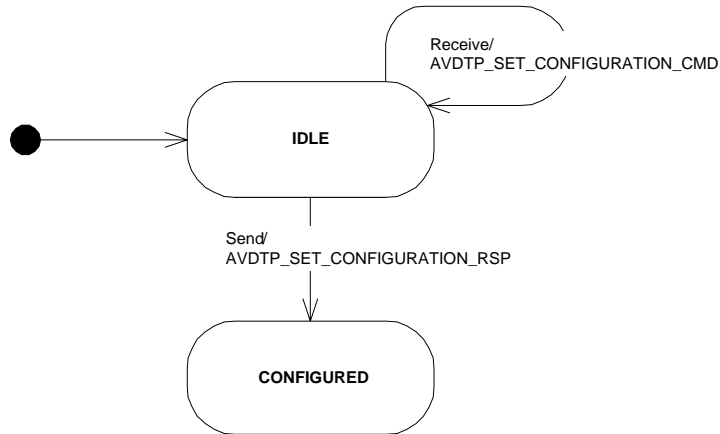 Receive/
AVDTP_SET_CONFIGURATION_CMD
IDLE
Send/
AVDTP_SET_CONFIGURATION_RSP
CONFIGURED